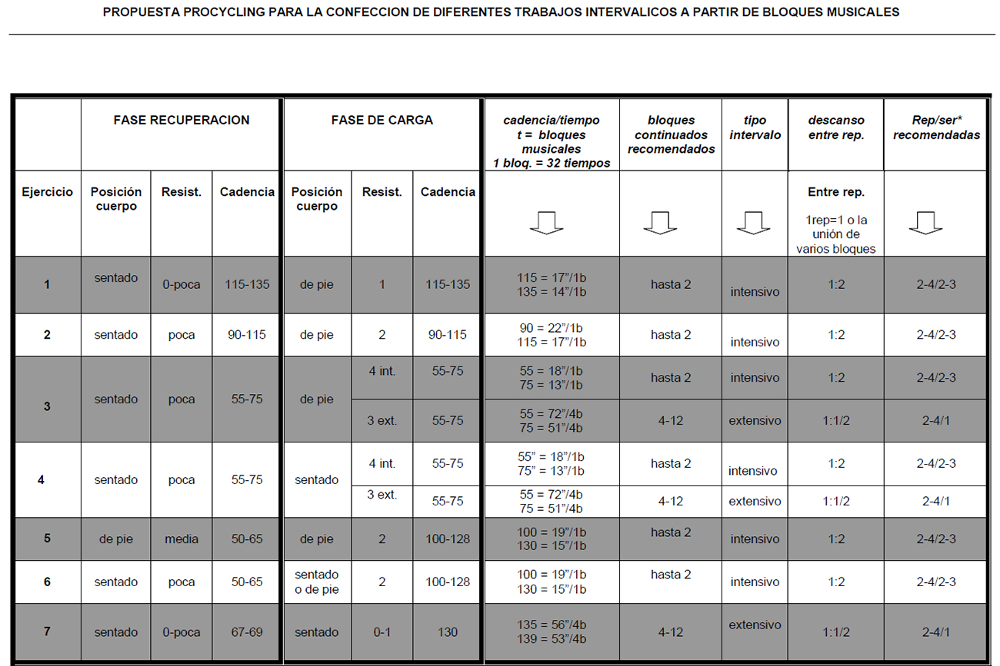 PROPUESTA PROCYCLING PARA LA CONFECCION DE DIFERENTES TRABAJOS INTERVALICOS A PARTIR DE BLOQUES MUSICALES
FASE RECUPERACION
FASE DE CARGA
cadencia/tiempo
t = bloques
musicales
1 bloq. = 32 tiempos
bloques
continuados
recomendados
tipo
intervalo
descanso
entre rep.
Rep/ser*
recomendadas
Ejercicio
Posición
cuerpo
Resist.
Cadencia
Posición
cuerpo
Resist.
Cadencia
Entre rep.
1rep=1 o la
unión de
varios bloques
1
sentado
0-poca
115-135
de pie
1
115-135
115 = 17”/1b
135 = 14”/1b
hasta 2
intensivo
1:2
2-4/2-3
2
sentado
poca
90-115
de pie
2
90-115
90 = 22”/1b
115 = 17”/1b
hasta 2
intensivo
1:2
2-4/2-3
3
sentado
poca
55-75
de pie
4 int.
55-75
55 = 18”/1b
75 = 13”/1b
hasta 2
intensivo
1:2
2-4/2-3
3 ext.
55-75
55 = 72”/4b
75 = 51”/4b
4-12
extensivo
1:1/2
2-4/1
4
sentado
poca
55-75
sentado
4 int.
55-75
55” = 18”/1b
75” = 13”/1b
hasta 2
intensivo
1:2
2-4/2-3
3 ext.
55-75
55 = 72”/4b
75 = 51”/4b
4-12
extensivo
1:1/2
2-4/1
5
de pie
media
50-65
de pie
2
100-128
100 = 19”/1b
130 = 15”/1b
hasta 2
intensivo
1:2
2-4/2-3
6
sentado
poca
50-65
sentado
o de pie
2
100-128
100 = 19”/1b
130 = 15”/1b
hasta 2
intensivo
1:2
2-4/2-3
7
sentado
0-poca
67-69
sentado
0-1
130
135 = 56”/4b
139 = 53”/4b
4-12
extensivo
1:1/2
2-4/1